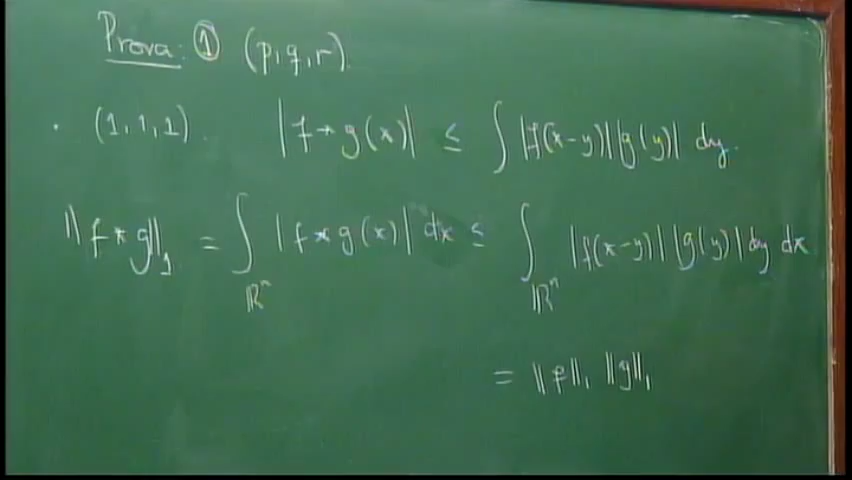 Prova: ① (p,q,r)
• (1,1,1) |f*g(x)| ≤ ∫ |f(x-y)||g(y)| dy.
‖f*g‖₁ = ∫_{ℝⁿ} |f*g(x)| dx ≤ ∫_{ℝⁿ} |f(x-y)||g(y)| dy dx
= ‖f‖₁ ‖g‖₁